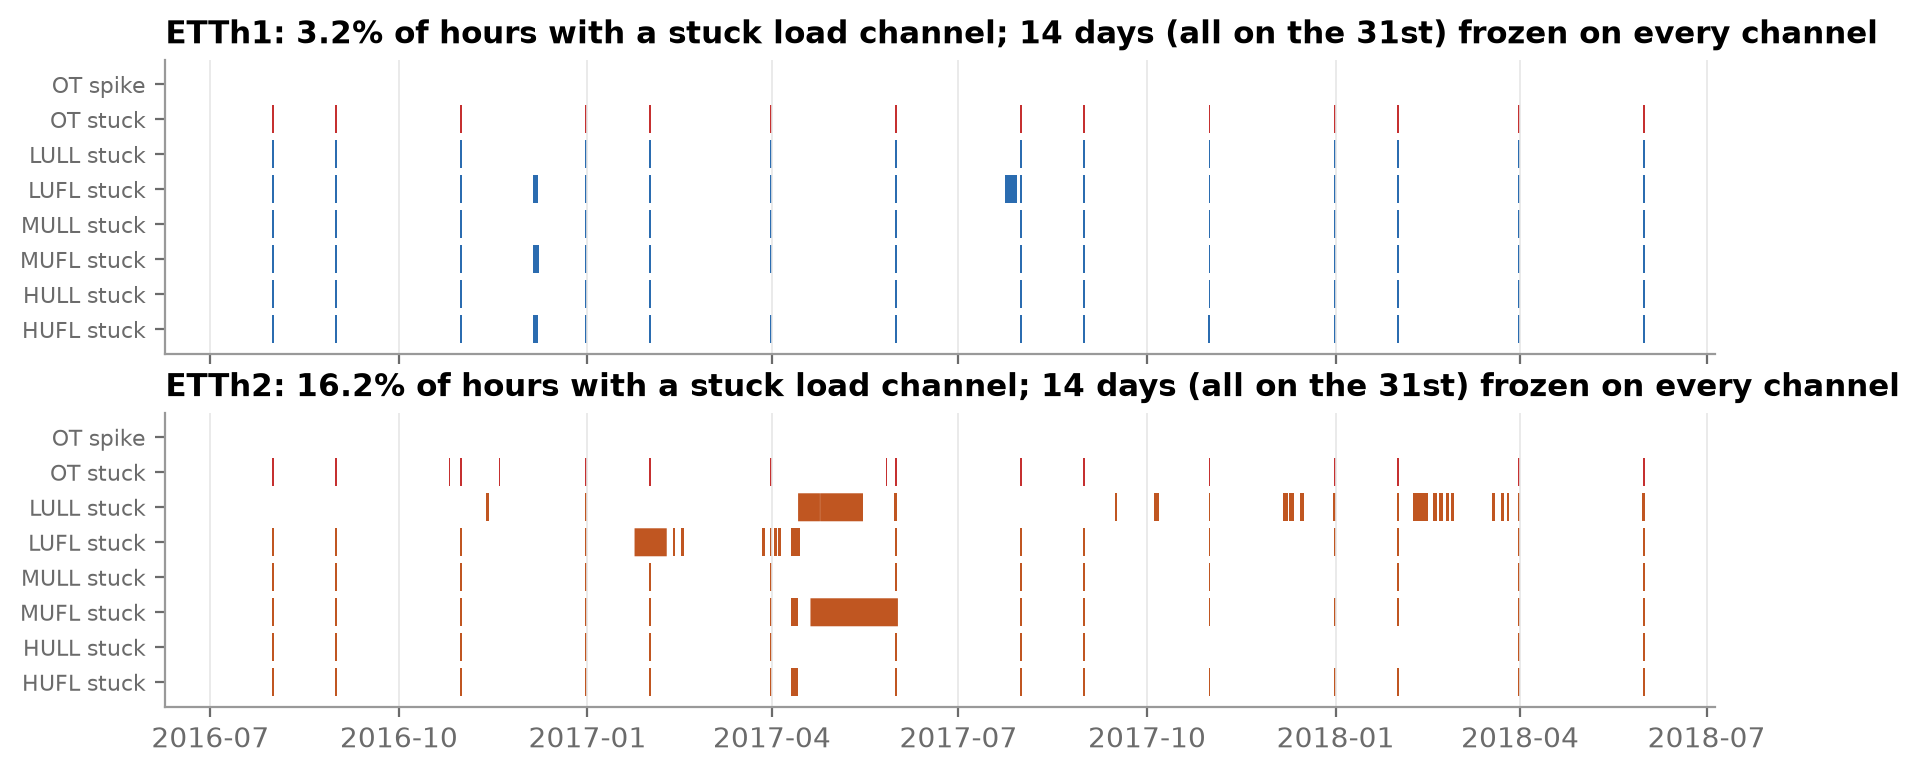 ETTh1: 3.2% of hours with a stuck load channel; 14 days (all on the 31st) frozen on every channel
OT spike
OT stuck
LULL stuck
LUFL stuck
MULL stuck
MUFL stuck
HULL stuck
HUFL stuck
ETTh2: 16.2% of hours with a stuck load channel; 14 days (all on the 31st) frozen on every channel
OT spike
OT stuck
LULL stuck
LUFL stuck
MULL stuck
MUFL stuck
HULL stuck
HUFL stuck
2016-07 2016-10 2017-01 2017-04 2017-07 2017-10 2018-01 2018-04 2018-07